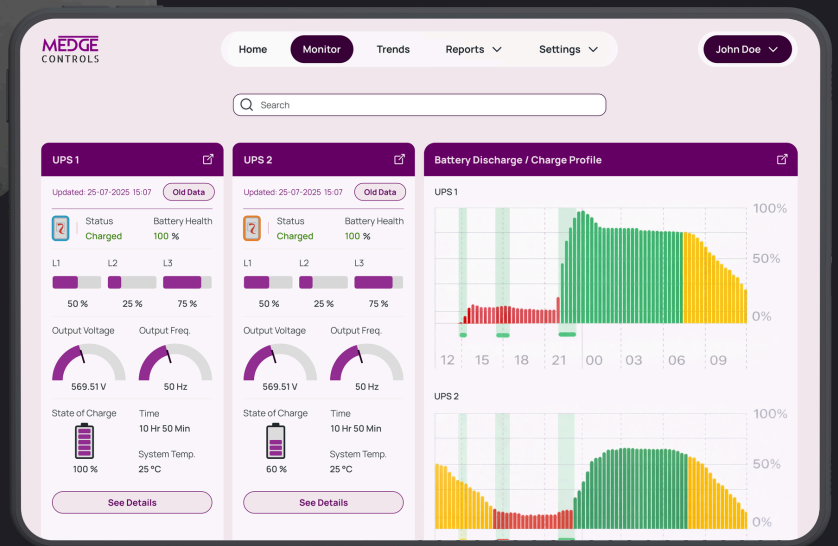 MEDGE
CONTROLS
Home
Monitor
Trends
Reports
Settings
John Doe
Search
UPS 1
Updated: 25-07-2025 15:07
Old Data
Status
Charged
Battery Health
100 %
L1
L2
L3
50 %
25 %
75 %
Output Voltage
Output Freq.
569.51 V
50 Hz
State of Charge
100 %
Time
10 Hr 50 Min
System Temp.
25 °C
See Details
UPS 2
Updated: 25-07-2025 15:07
Old Data
Status
Charged
Battery Health
100 %
L1
L2
L3
50 %
25 %
75 %
Output Voltage
Output Freq.
569.51 V
50 Hz
State of Charge
60 %
Time
10 Hr 50 Min
System Temp.
25 °C
See Details
Battery Discharge / Charge Profile
UPS 1
100%
50%
0%
12 15 18 21 00 03 06 09
UPS 2
100%
50%
0%